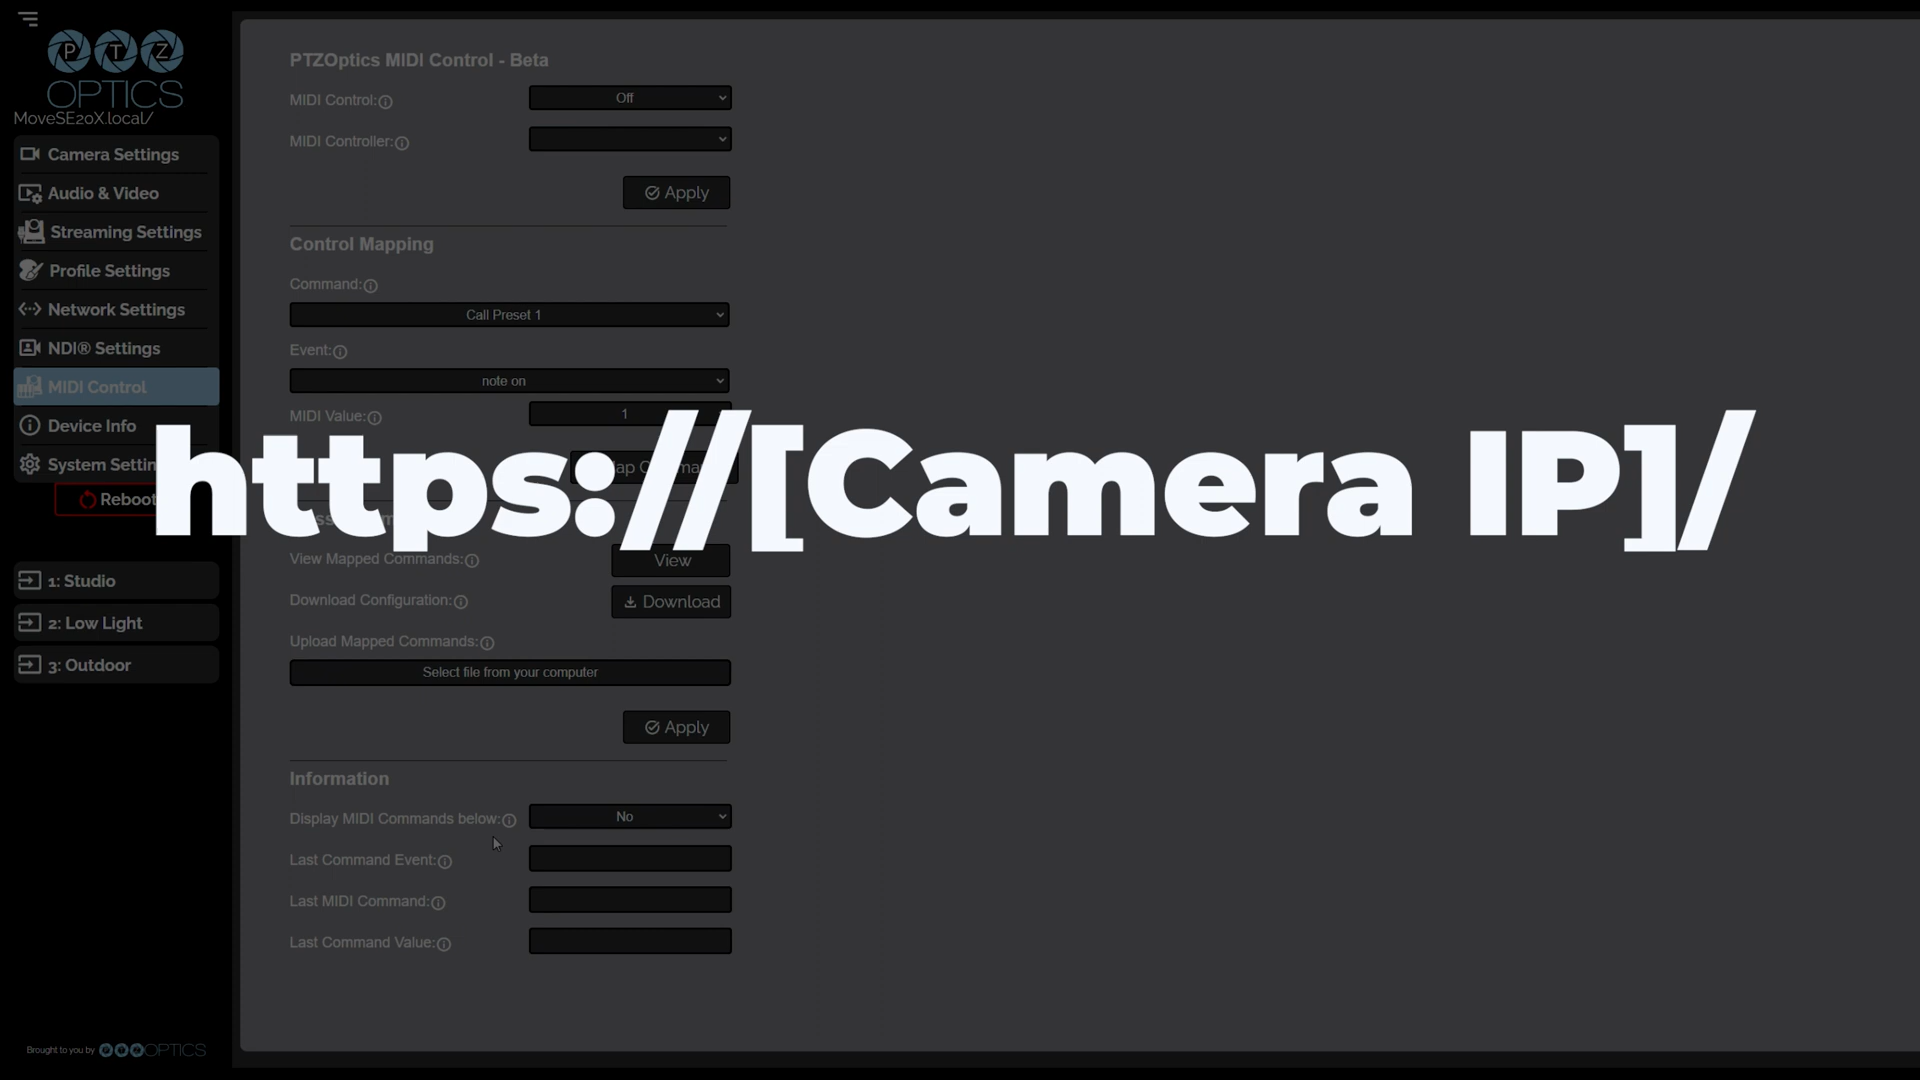 PTZ
OPTICS
MoveSE20X.local/
Camera Settings
Audio & Video
Streaming Settings
Profile Settings
Network Settings
NDI® Settings
MIDI Control
Device Info
System Settin
Reboot
1: Studio
2: Low Light
3: Outdoor
Brought to you by PTZOPTICS
PTZOptics MIDI Control - Beta
MIDI Control: Off
MIDI Controller:
Apply
Control Mapping
Command:
Call Preset 1
Event:
note on
MIDI Value: 1
https://[Camera IP]/
View Mapped Commands: View
Download Configuration: Download
Upload Mapped Commands:
Select file from your computer
Apply
Information
Display MIDI Commands below: No
Last Command Event:
Last MIDI Command:
Last Command Value: